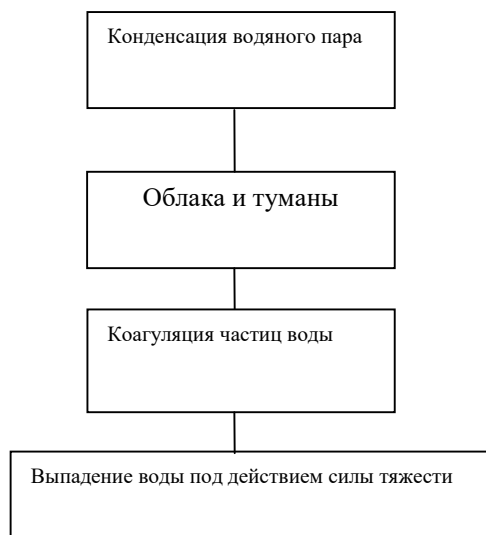 Конденсация водяного пара
Облака и туманы
Коагуляция частиц воды
Выпадение воды под действием силы тяжести